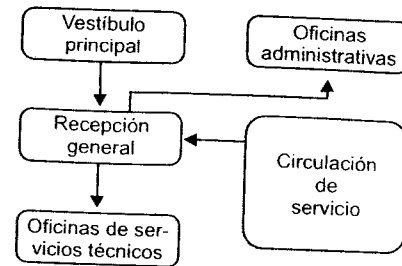 Vestíbulo
principal
Oficinas
administrativas
Recepción
general
Circulación
de
servicio
Oficinas de ser-
vicios técnicos